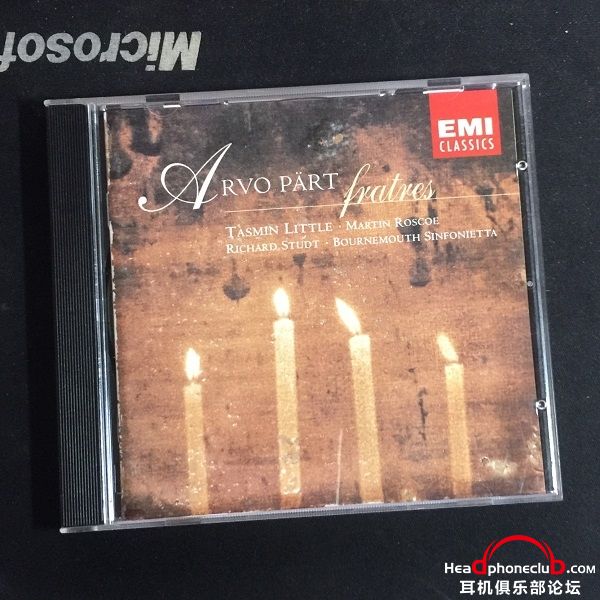 Microsof
EMI
CLASSICS
ARVO PÄRT fratres
TASMIN LITTLE · MARTIN ROSCOE
RICHARD STUDT · BOURNEMOUTH SINFONIETTA
Headphoneclub.com
耳机俱乐部论坛